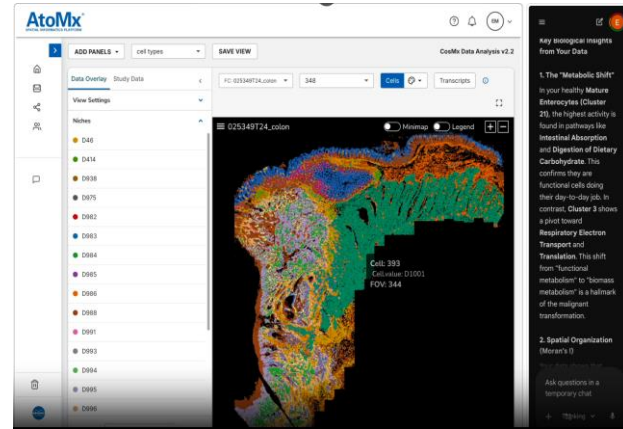 AtoMx
SPATIAL INFORMATICS PLATFORM
EM
ADD PANELS
cell types
SAVE VIEW
CosMx Data Analysis v2.2
Data Overlay
Study Data
FC-025349T24_colon
348
Cells
Transcripts
View Settings
Niches
D46
D414
D938
D975
D982
D983
D984
D985
D986
D988
D991
D993
D994
D995
D996
025349T24_colon
Minimap
Legend
Cell: 393
Cell.value: D1001
FOV: 344
Key Biological Insights
from Your Data
1. The "Metabolic Shift"
In your healthy Mature
Enterocytes (Cluster
21), the highest activity is
found in pathways like
Intestinal Absorption
and Digestion of Dietary
Carbohydrate. This
confirms they are
functional cells doing
their day-to-day job. In
contrast, Cluster 3 shows
a pivot toward
Respiratory Electron
Transport and
Translation. This shift
from "functional
metabolism" to "biomass
metabolism" is a hallmark
of the malignant
transformation.
2. Spatial Organization
(Moran's I)
Ask questions in a
temporary chat